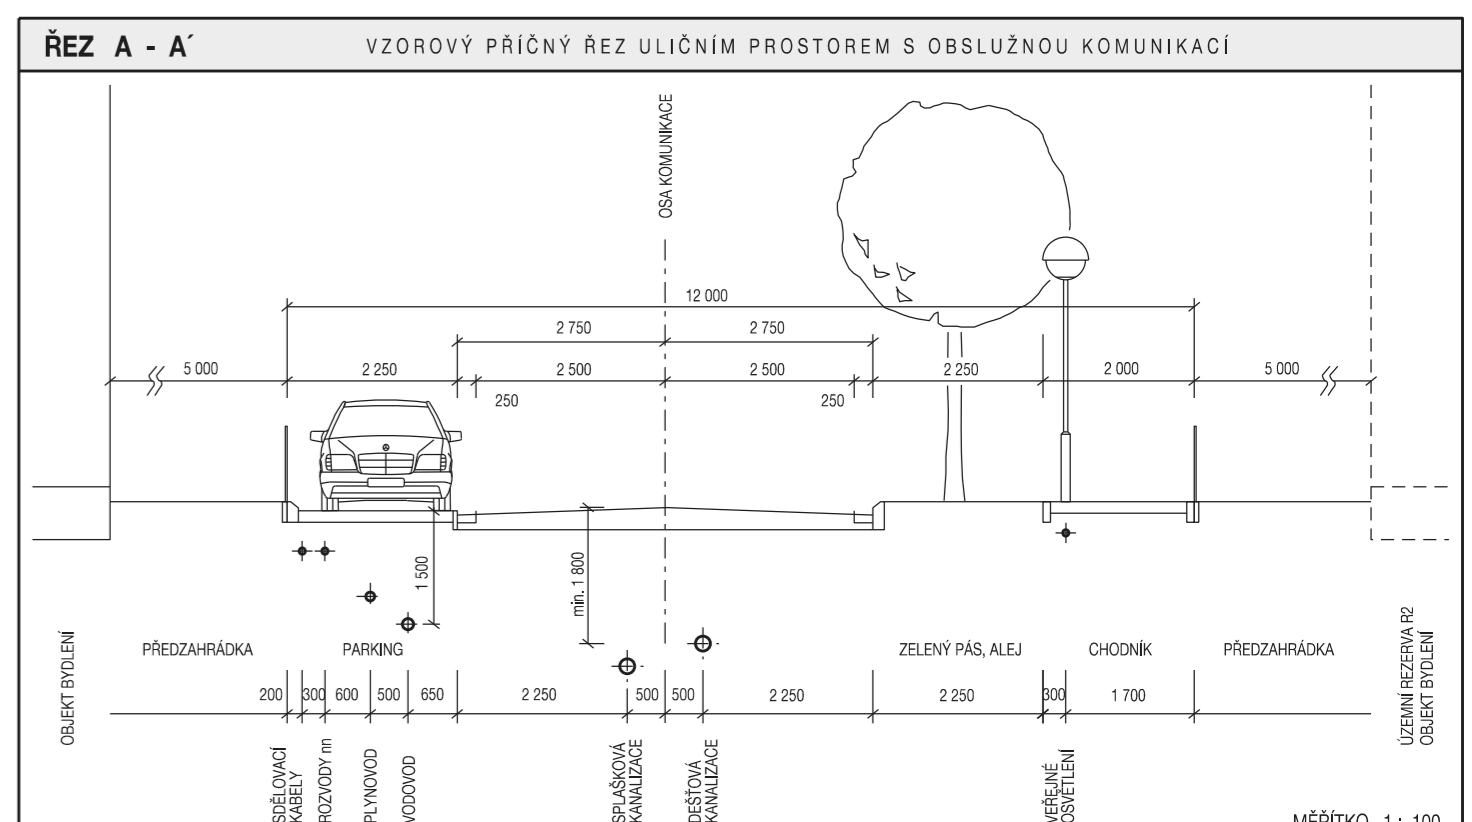 ŘEZ A - A´
VZOROVÝ PŘÍČNÝ ŘEZ ULIČNÍM PROSTOREM S OBSLUŽNOU KOMUNIKACÍ
OSA KOMUNIKACE
12 000
2 750
2 750
5 000
2 250
2 500
2 500
2 250
2 000
5 000
250
250
1 500
min. 1 800
OBJEKT BYDLENÍ
PŘEDZAHRÁDKA
PARKING
ZELENÝ PÁS, ALEJ
CHODNÍK
PŘEDZAHRÁDKA
ÚZEMNÍ REZERVA R2
OBJEKT BYDLENÍ
200
300
600
500
650
2 250
500
500
2 250
2 250
300
1 700
SDĚLOVACÍ
KABELY
ROZVODY nn
PLYNOVOD
VODOVOD
SPLAŠKOVÁ
KANALIZACE
DEŠŤOVÁ
KANALIZACE
VEŘEJNÉ
OSVĚTLENÍ
MĚŘÍTKO 1 : 100